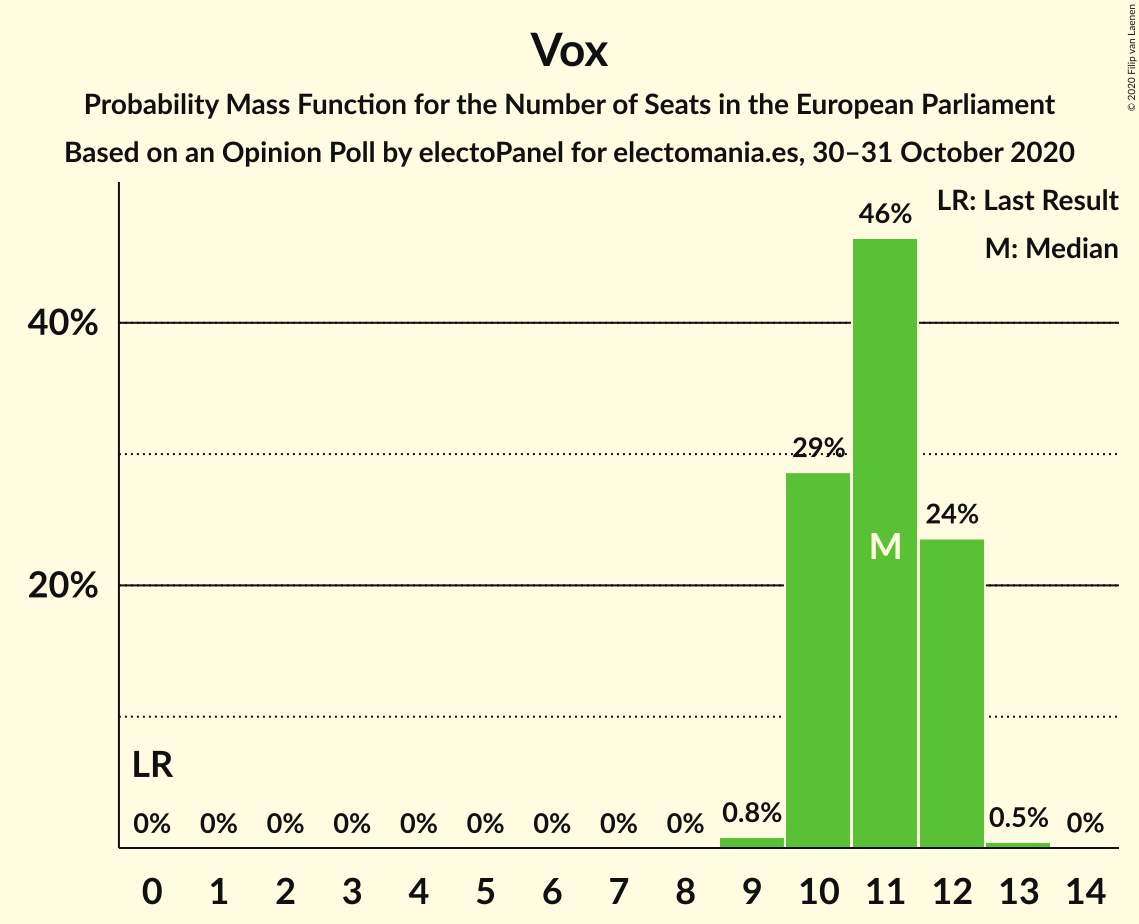 Vox
Probability Mass Function for the Number of Seats in the European Parliament
Based on an Opinion Poll by electoPanel for electomania.es, 30–31 October 2020
© 2020 Filip van Laenen
LR: Last Result
M: Median
46%
40%
29%
24%
M
20%
LR
0% 0% 0% 0% 0% 0% 0% 0% 0% 0.8% 0.5% 0%
0 1 2 3 4 5 6 7 8 9 10 11 12 13 14